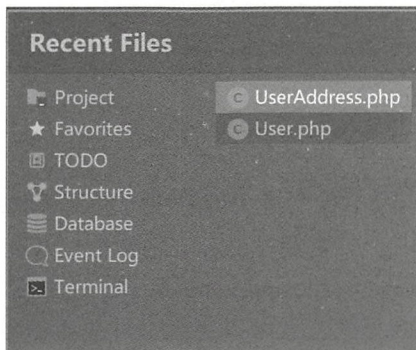 Recent Files
Project
Favorites
TODO
Structure
Database
Event Log
Terminal
UserAddress.php
User.php